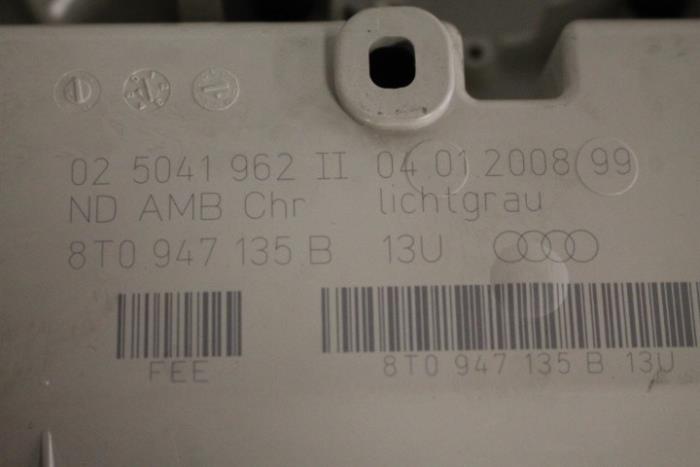 02 5041 962 II 04.01.2008 99
ND AMB Chr lichtgrau
8T0 947 135 B 13U
FEE
8T0 947 135 B 13U